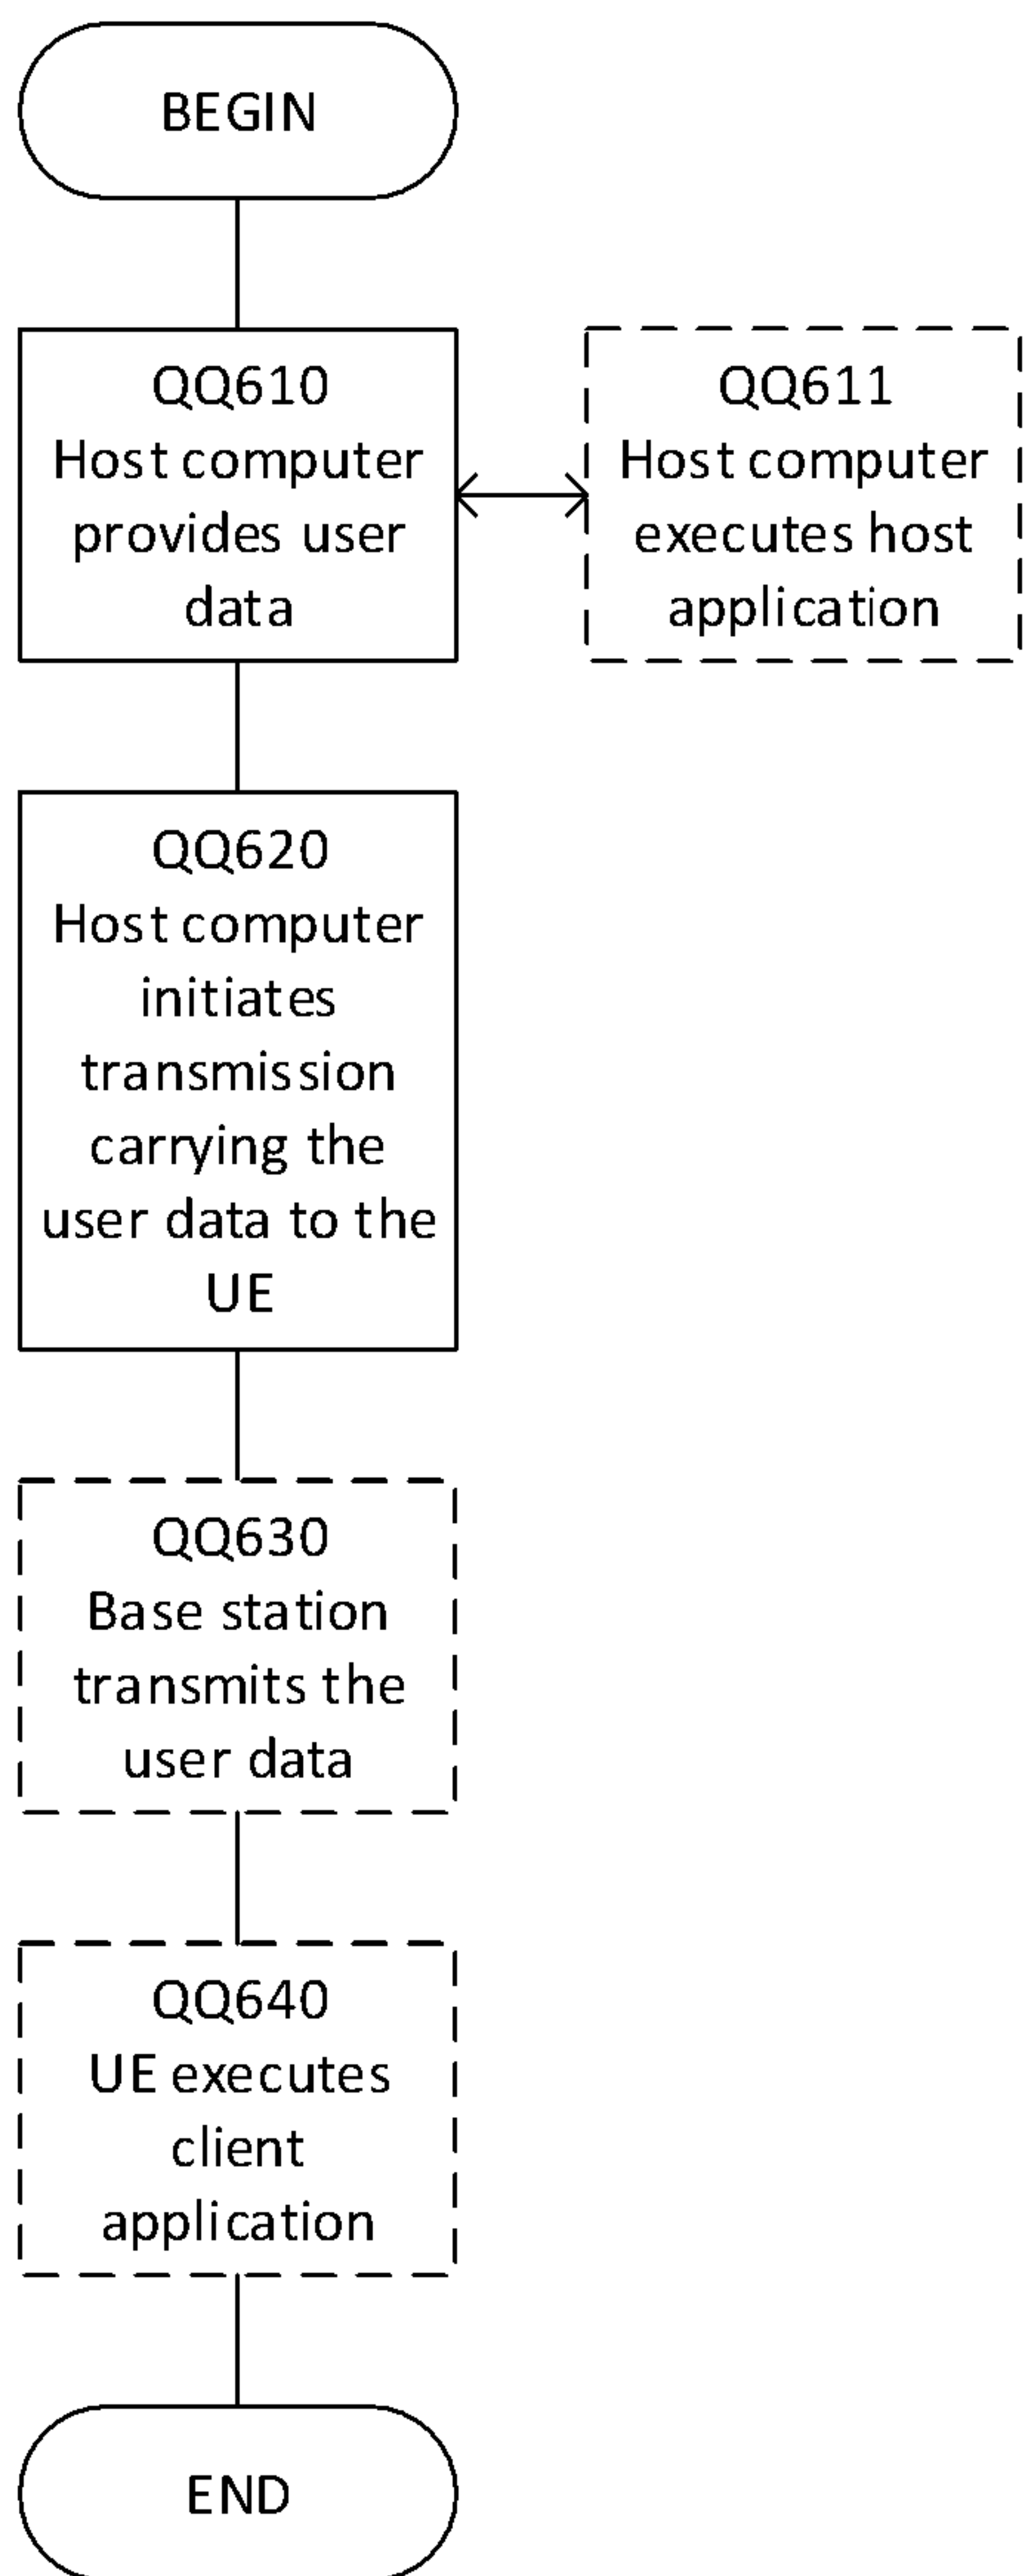 BEGIN
QQ610
Host computer
provides user
data
QQ611
Host computer
executes host
application
QQ620
Host computer
initiates
transmission
carrying the
user data to the
UE
QQ630
Base station
transmits the
user data
QQ640
UE executes
client
application
END